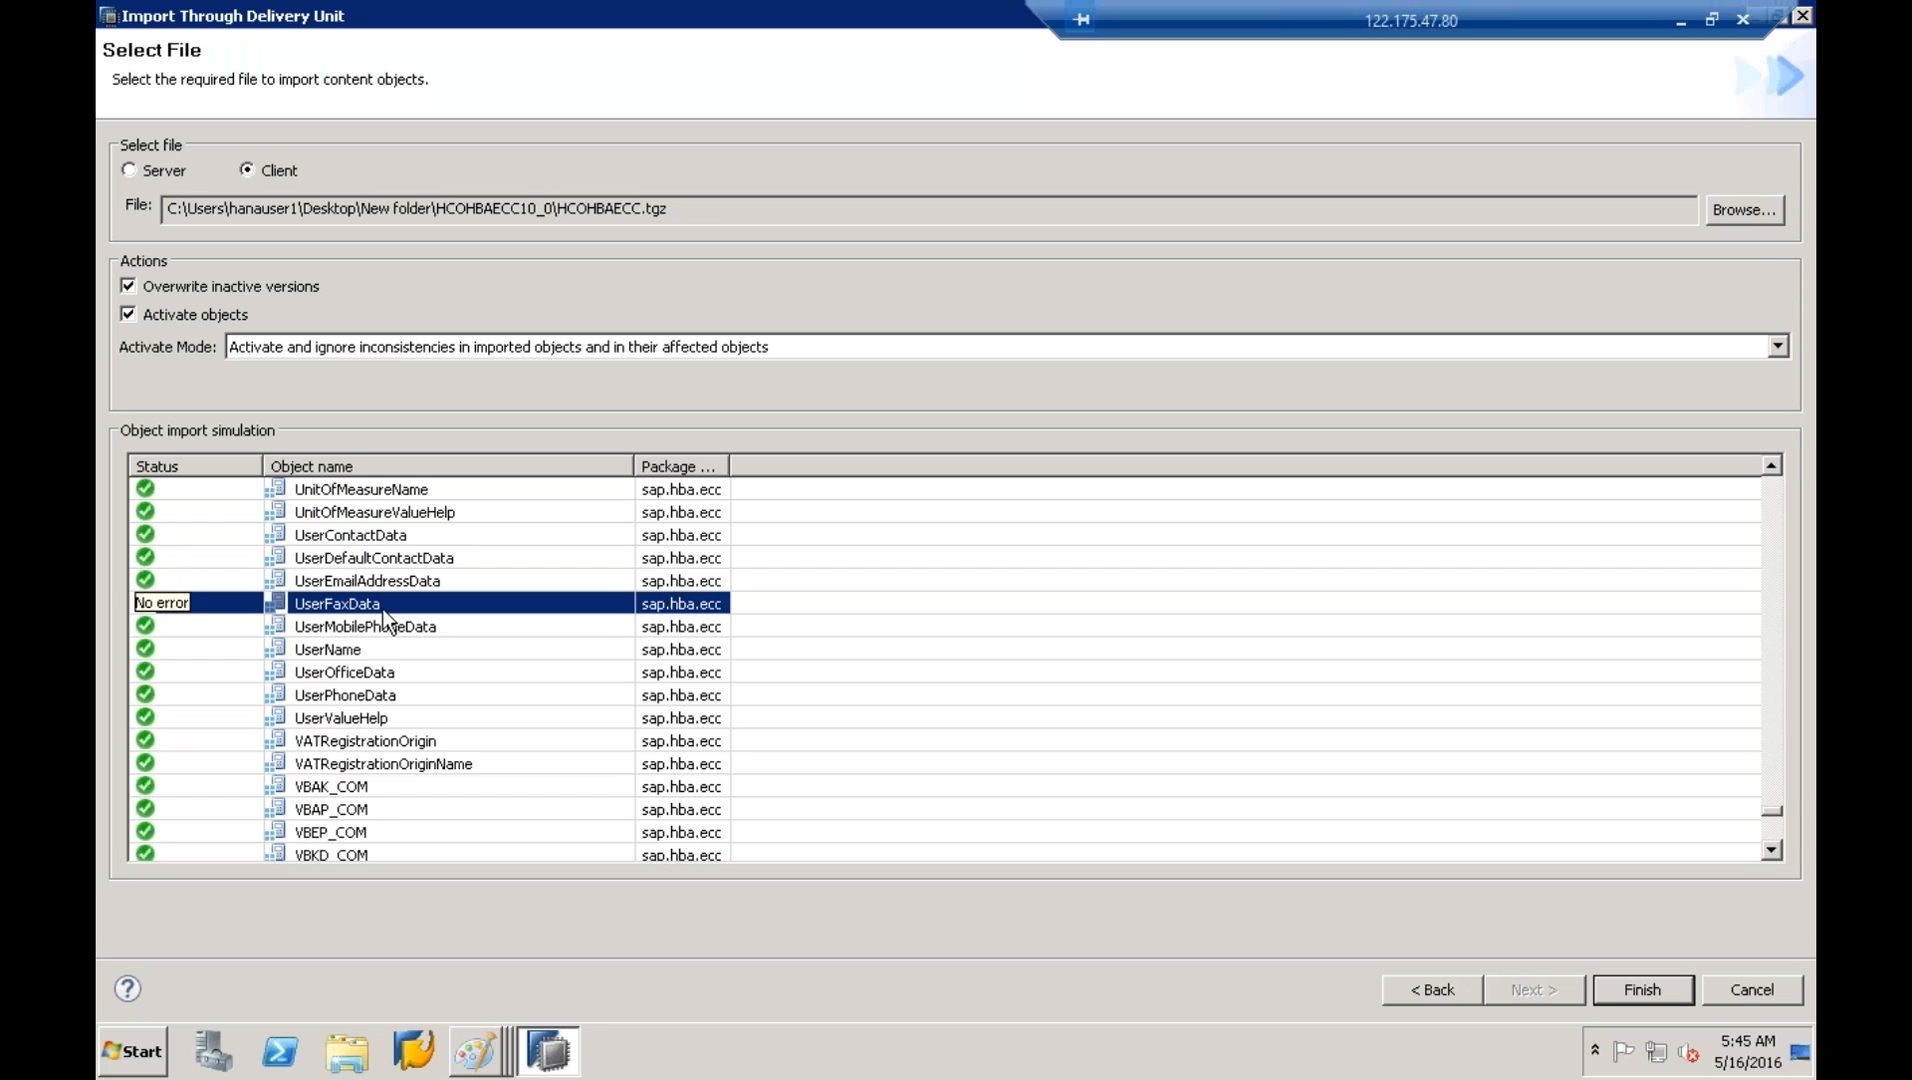 Import Through Delivery Unit
122.175.47.80
Select File
Select the required file to import content objects.
Select file
Server
Client
File:
C:\Users\hanauser1\Desktop\New folder\HCOHBAECC10_0\HCOHBAECC.tgz
Browse...
Actions
Overwrite inactive versions
Activate objects
Activate Mode:
Activate and ignore inconsistencies in imported objects and in their affected objects
Object import simulation
Status Object name Package ...
UnitOfMeasureName sap.hba.ecc
UnitOfMeasureValueHelp sap.hba.ecc
UserContactData sap.hba.ecc
UserDefaultContactData sap.hba.ecc
UserEmailAddressData sap.hba.ecc
No error UserFaxData sap.hba.ecc
UserMobilePhoneData sap.hba.ecc
UserName sap.hba.ecc
UserOfficeData sap.hba.ecc
UserPhoneData sap.hba.ecc
UserValueHelp sap.hba.ecc
VATRegistrationOrigin sap.hba.ecc
VATRegistrationOriginName sap.hba.ecc
VBAK_COM sap.hba.ecc
VBAP_COM sap.hba.ecc
VBEP_COM sap.hba.ecc
VBKD_COM sap.hba.ecc
< Back
Next >
Finish
Cancel
Start
5:45 AM
5/16/2016